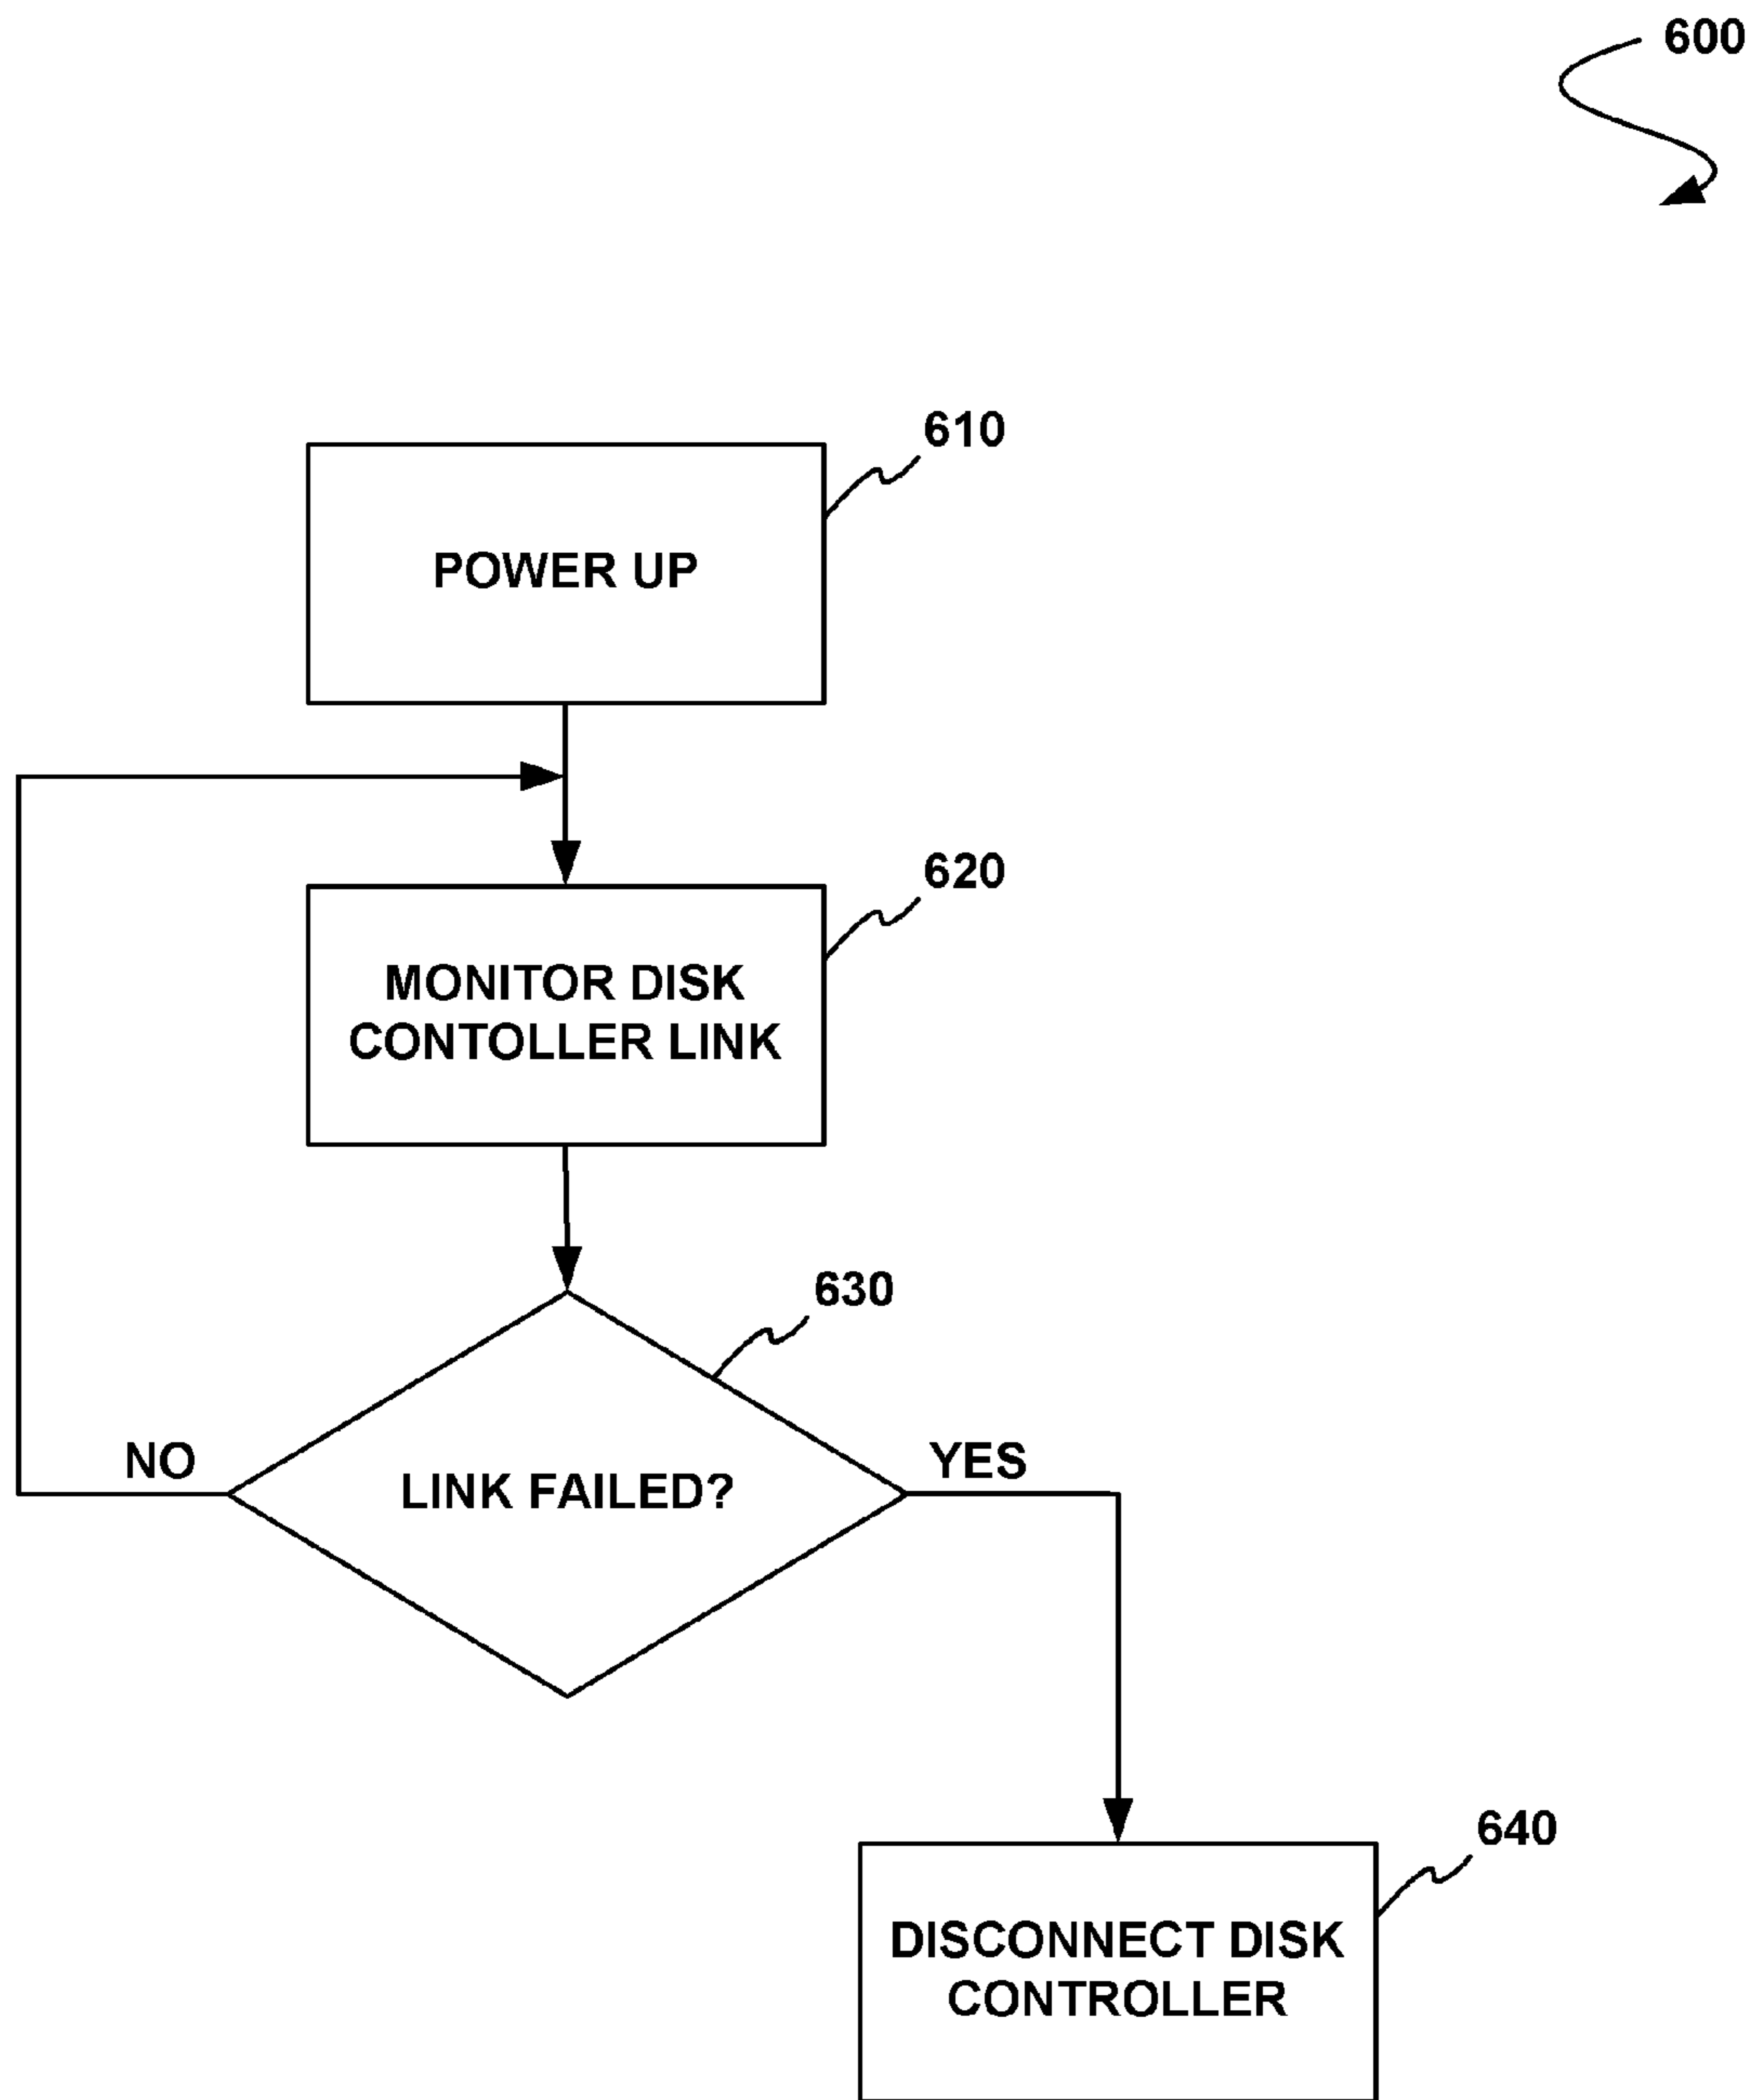 600
610
POWER UP
620
MONITOR DISK
CONTOLLER LINK
630
NO
YES
LINK FAILED?
640
DISCONNECT DISK
CONTROLLER